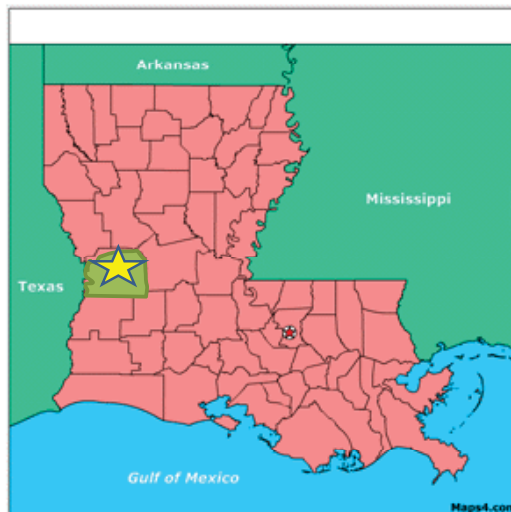 Arkansas
Mississippi
Texas
Gulf of Mexico
Maps4.com